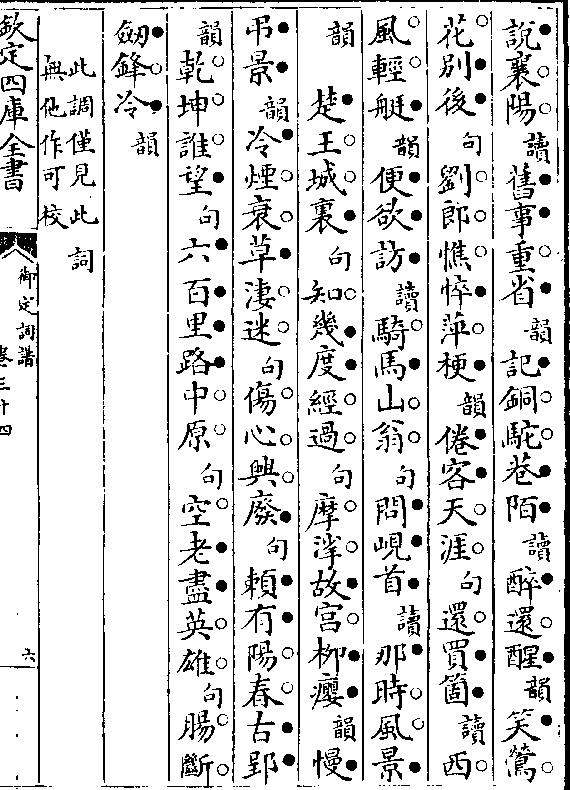 說襄陽讀舊事重省韻記銅駝巷陌讀醉還醒韻笑鶯
花別後句劉郎憔悴萍梗韻倦客天涯句還買箇讀西
風輕艇韻便欲訪讀騎馬山翁句問峴首讀那時風景
韻楚王城裏句知幾度經過句摩挲故宫柳癭韻慢
弔景韻冷煙衰草淒迷句傷心興廢句賴有陽春古郢
韻乾坤誰望句六百里路中原句空老盡英雄句腸斷
劒鋒冷韻
此調僅見此詞
無他作可校
欽定四庫全書
御定詞譜
卷三十四
六